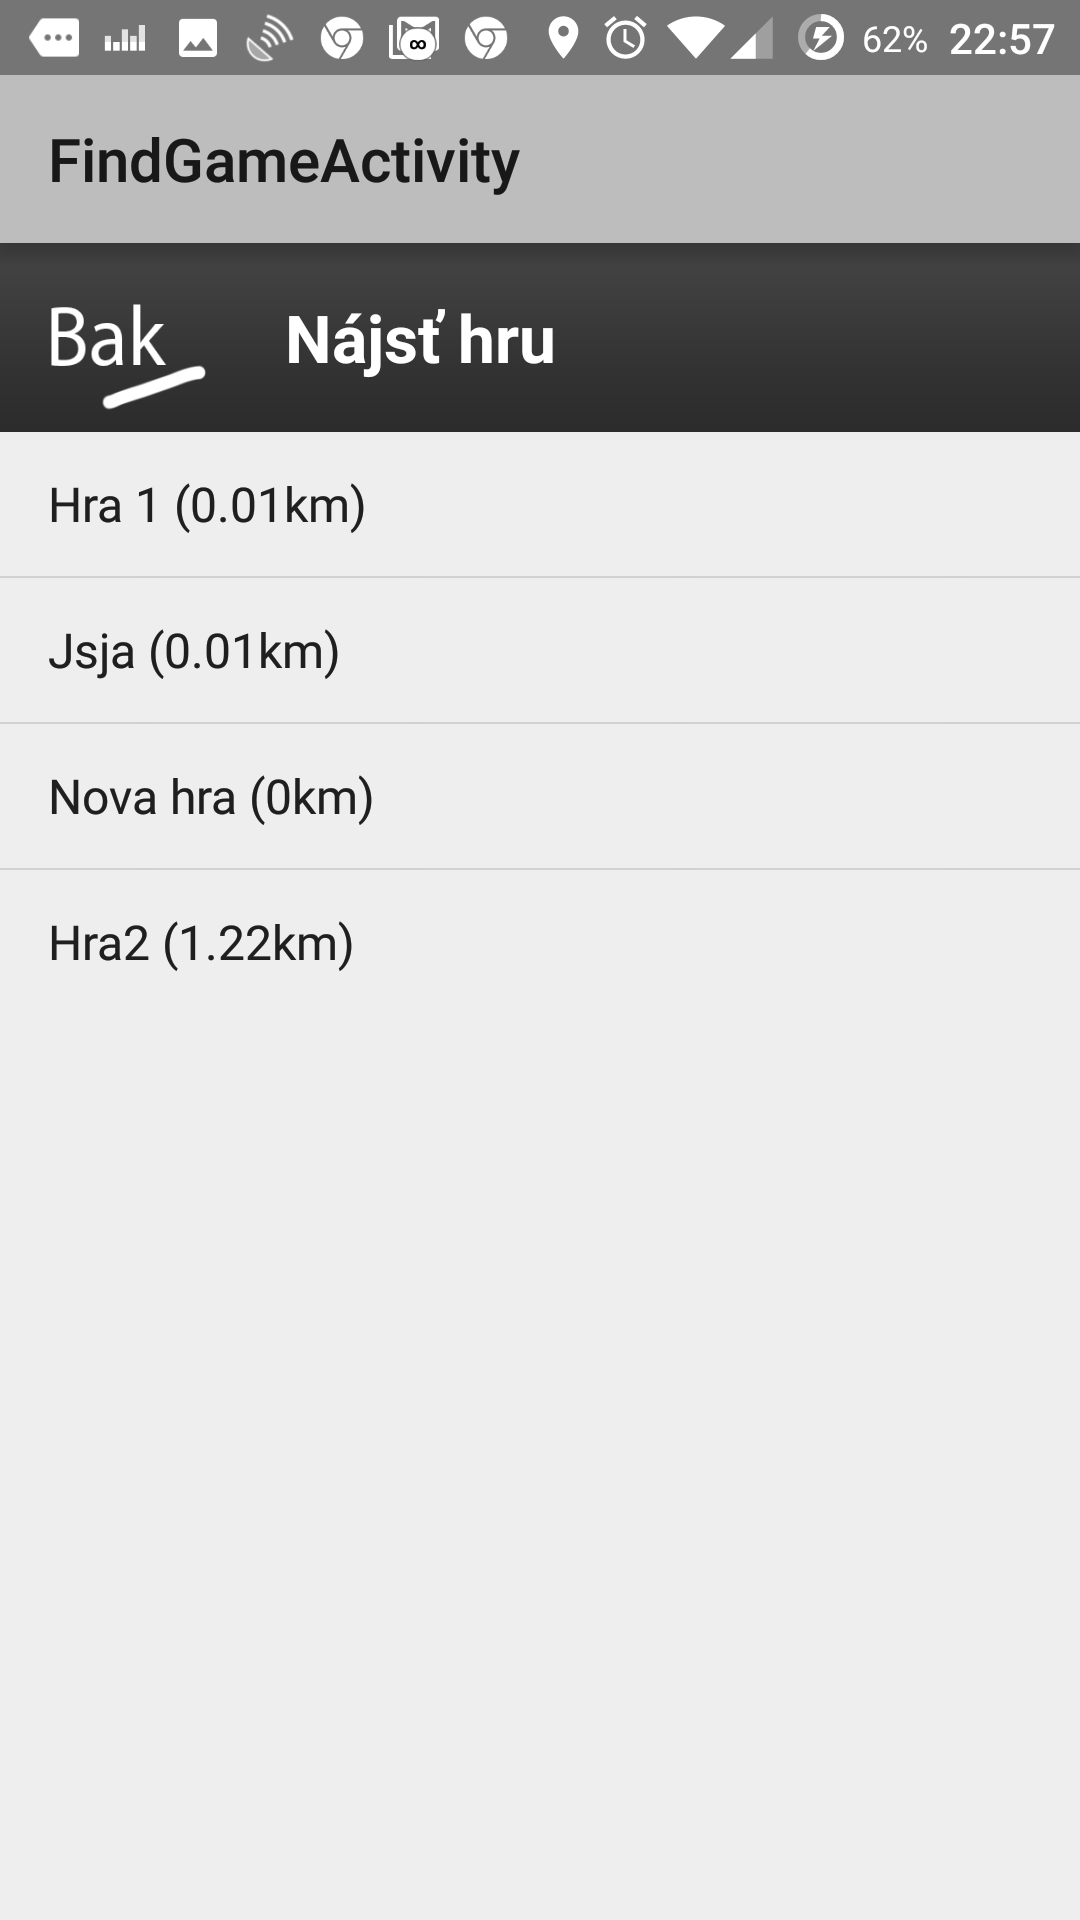 62% 22:57
FindGameActivity
Bak
Nájsť hru
Hra 1 (0.01km)
Jsja (0.01km)
Nova hra (0km)
Hra2 (1.22km)